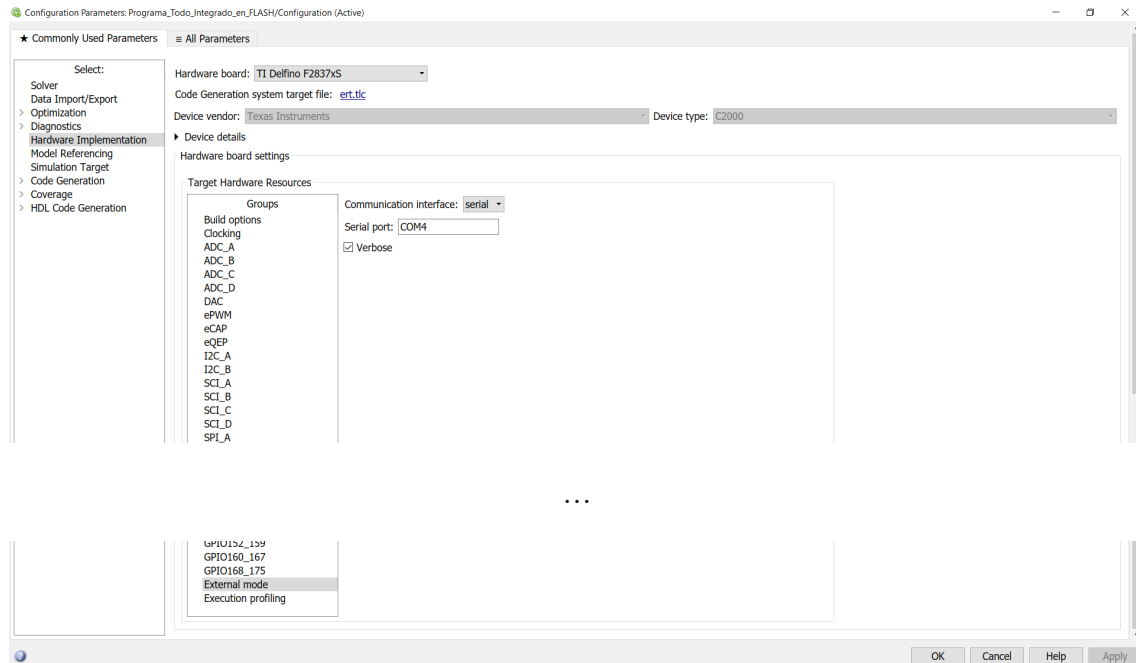 Configuration Parameters: Programa_Todo_Integrado_en_FLASH/Configuration (Active)
★ Commonly Used Parameters
≡ All Parameters
Select:
Solver
Data Import/Export
> Optimization
> Diagnostics
Hardware Implementation
Model Referencing
Simulation Target
> Code Generation
> Coverage
> HDL Code Generation
Hardware board: TI Delfino F2837xS
Code Generation system target file: ert.tlc
Device vendor: Texas Instruments
Device type: C2000
Device details
Hardware board settings
Target Hardware Resources
Groups
Build options
Clocking
ADC_A
ADC_B
ADC_C
ADC_D
DAC
ePWM
eCAP
eQEP
I2C_A
I2C_B
SCI_A
SCI_B
SCI_C
SCI_D
SPI_A
Communication interface: serial
Serial port: COM4
Verbose
...
GPIO152_159
GPIO160_167
GPIO168_175
External mode
Execution profiling
OK
Cancel
Help
Apply